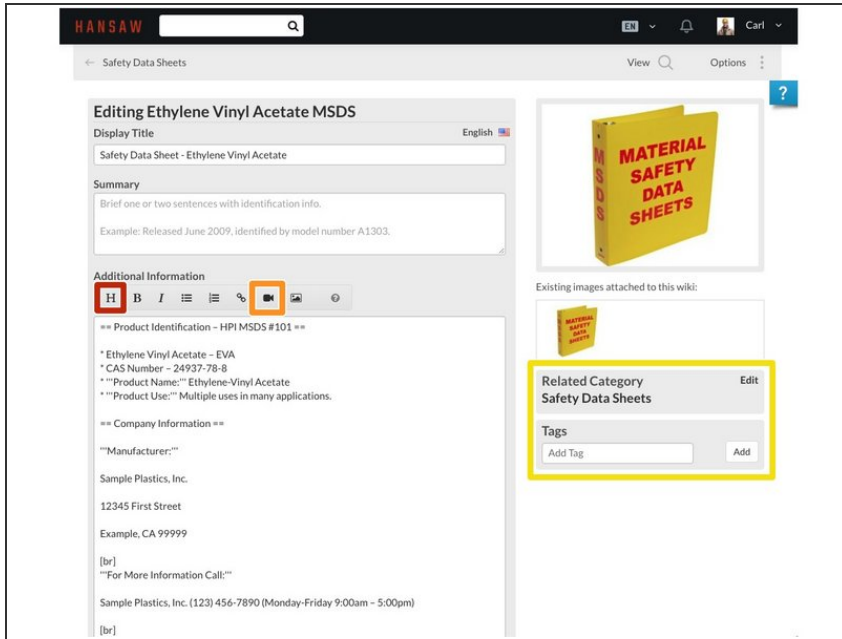 HANSAW
EN
Carl
← Safety Data Sheets
View
Options
?
Editing Ethylene Vinyl Acetate MSDS
Display Title
English
Safety Data Sheet - Ethylene Vinyl Acetate
Summary
Brief one or two sentences with identification info.
Example: Released June 2009, identified by model number A1303.
Additional Information
H B I
== Product Identification – HPI MSDS #101 ==
* Ethylene Vinyl Acetate – EVA
* CAS Number – 24937-78-8
* '''Product Name:''' Ethylene-Vinyl Acetate
* '''Product Use:''' Multiple uses in many applications.
== Company Information ==
'''Manufacturer:'''
Sample Plastics, Inc.
12345 First Street
Example, CA 99999
[br]
'''For More Information Call:'''
Sample Plastics, Inc. (123) 456-7890 (Monday-Friday 9:00am – 5:00pm)
[br]
MSDS
MATERIAL
SAFETY
DATA
SHEETS
Existing images attached to this wiki:
MATERIAL
SAFETY
DATA
SHEETS
Related Category
Edit
Safety Data Sheets
Tags
Add Tag
Add